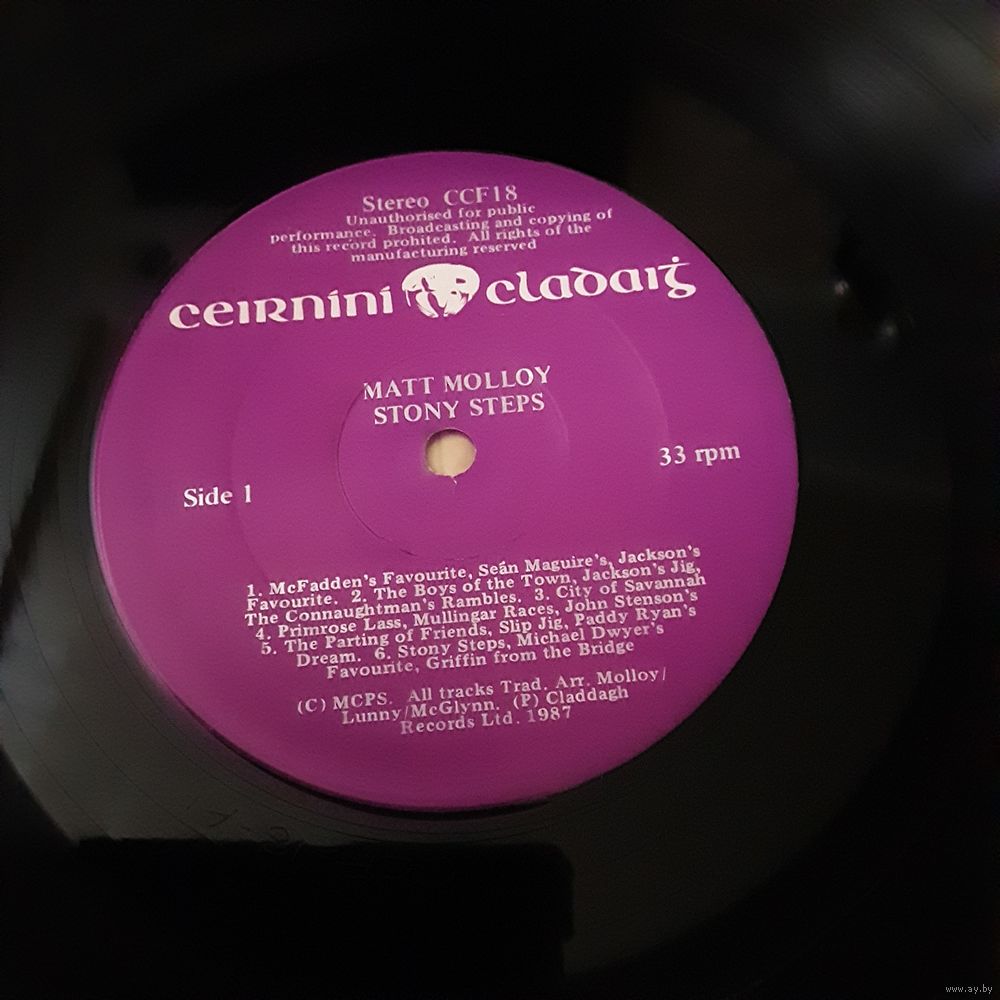 Stereo CCF18
Unauthorised for public
performance. Broadcasting and copying of
this record prohited. All rights of the
manufacturing reserved
ceirníní cladaiġ
MATT MOLLOY
STONY STEPS
33 rpm
Side 1
1. McFadden's Favourite, Seán Maguire's, Jackson's
Favourite. 2. The Boys of the Town, Jackson's Jig,
The Connaughtman's Rambles. 3. City of Savannah
4. Primrose Lass, Mullingar Races, John Stenson's
5. The Parting of Friends, Slip Jig, Paddy Ryan's
Dream. 6. Stony Steps, Michael Dwyer's
Favourite, Griffin from the Bridge
(C) MCPS. All tracks Trad. Arr. Molloy/
Lunny/McGlynn. (P) Claddagh
Records Ltd. 1987
www.ay.by